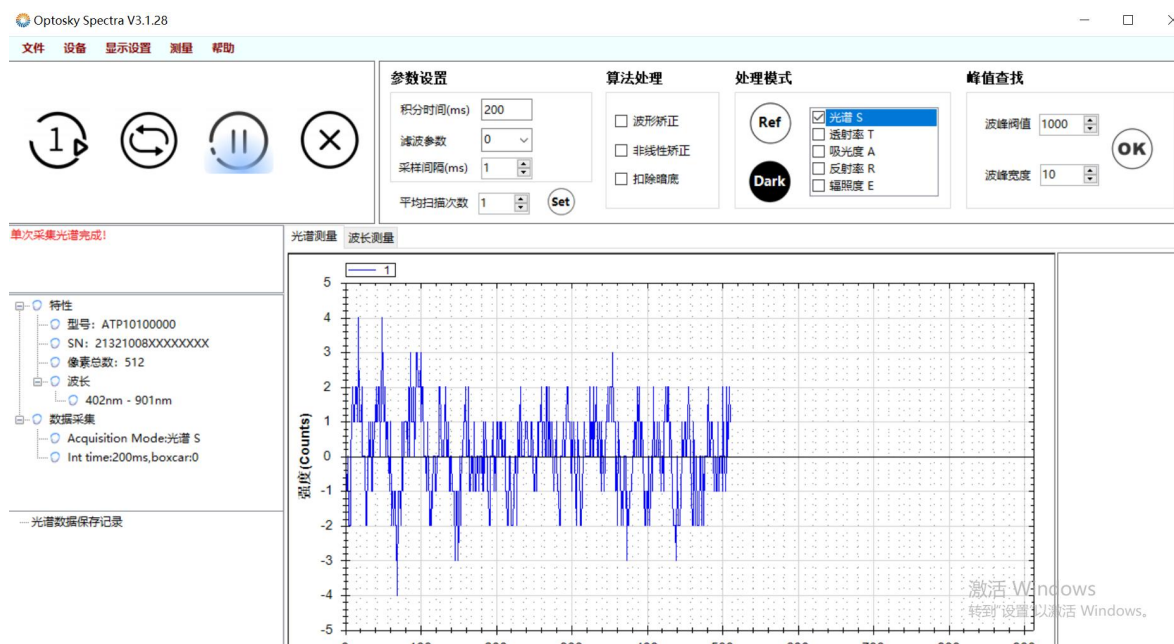 Optosky Spectra V3.1.28
文件 设备 显示设置 测量 帮助
1
参数设置
积分时间(ms) 200
滤波参数 0
采样间隔(ms) 1
平均扫描次数 1 Set
算法处理
波形矫正
非线性矫正
扣除暗底
处理模式
Ref
Dark
光谱 S
透射率 T
吸光度 A
反射率 R
辐照度 E
峰值查找
波峰阀值 1000
波峰宽度 10
OK
单次采集光谱完成!
特性
型号: ATP10100000
SN: 21321008XXXXXXXX
像素总数: 512
波长
402nm - 901nm
数据采集
Acquisition Mode:光谱 S
Int time:200ms,boxcar:0
光谱数据保存记录
光谱测量 波长测量
1
强度(Counts)
5
4
3
2
1
0
-1
-2
-3
-4
-5
激活 Windows
转到"设置"以激活 Windows。